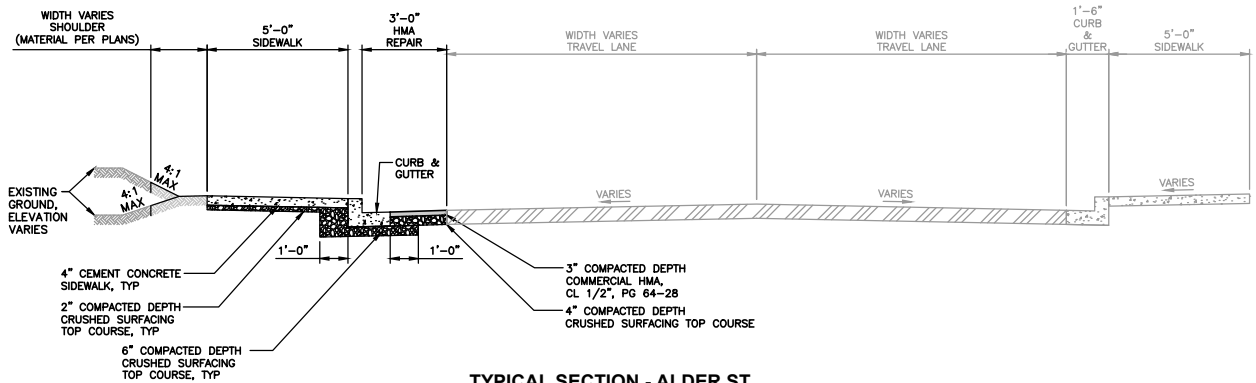 WIDTH VARIES
SHOULDER
(MATERIAL PER PLANS)
5'-0"
SIDEWALK
3'-0"
HMA
REPAIR
WIDTH VARIES
TRAVEL LANE
WIDTH VARIES
TRAVEL LANE
1'-6"
CURB
&
GUTTER
5'-0"
SIDEWALK
4:1
MAX
4:1
MAX
EXISTING
GROUND,
ELEVATION
VARIES
CURB &
GUTTER
VARIES
VARIES
VARIES
1'-0"
1'-0"
4" CEMENT CONCRETE
SIDEWALK, TYP
2" COMPACTED DEPTH
CRUSHED SURFACING
TOP COURSE, TYP
6" COMPACTED DEPTH
CRUSHED SURFACING
TOP COURSE, TYP
3" COMPACTED DEPTH
COMMERCIAL HMA,
CL 1/2", PG 64-28
4" COMPACTED DEPTH
CRUSHED SURFACING TOP COURSE
TYPICAL SECTION - ALDER ST